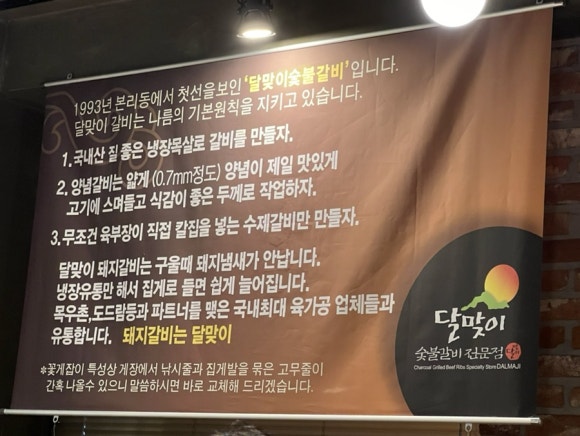 1993년 본리동에서 첫선을보인 '달맞이숯불갈비'입니다.
달맞이 갈비는 나름의 기본원칙을 지키고 있습니다.
1. 국내산 질 좋은 냉장목살로 갈비를 만들자.
2. 양념갈비는 얇게 (0.7mm정도) 양념이 제일 맛있게
고기에 스며들고 식감이 좋은 두께로 작업하자.
3. 무조건 육부장이 직접 칼집을 넣는 수제갈비만 만들자.
달맞이 돼지갈비는 구울때 돼지냄새가 안납니다.
냉장유통만 해서 집게로 들면 쉽게 늘어집니다.
목우촌,도드람등과 파트너를 맺은 국내최대 육가공 업체들과
유통합니다. 돼지갈비는 달맞이
※꽃게장이 특성상 게장에서 낚시줄과 집게발을 묶은 고무줄이
간혹 나올수 있으니 말씀하시면 바로 교체해 드리겠습니다.
달맞이
숯불갈비 전문점
Charcoal Grilled Beef Ribs Specialty Store DALMAJI